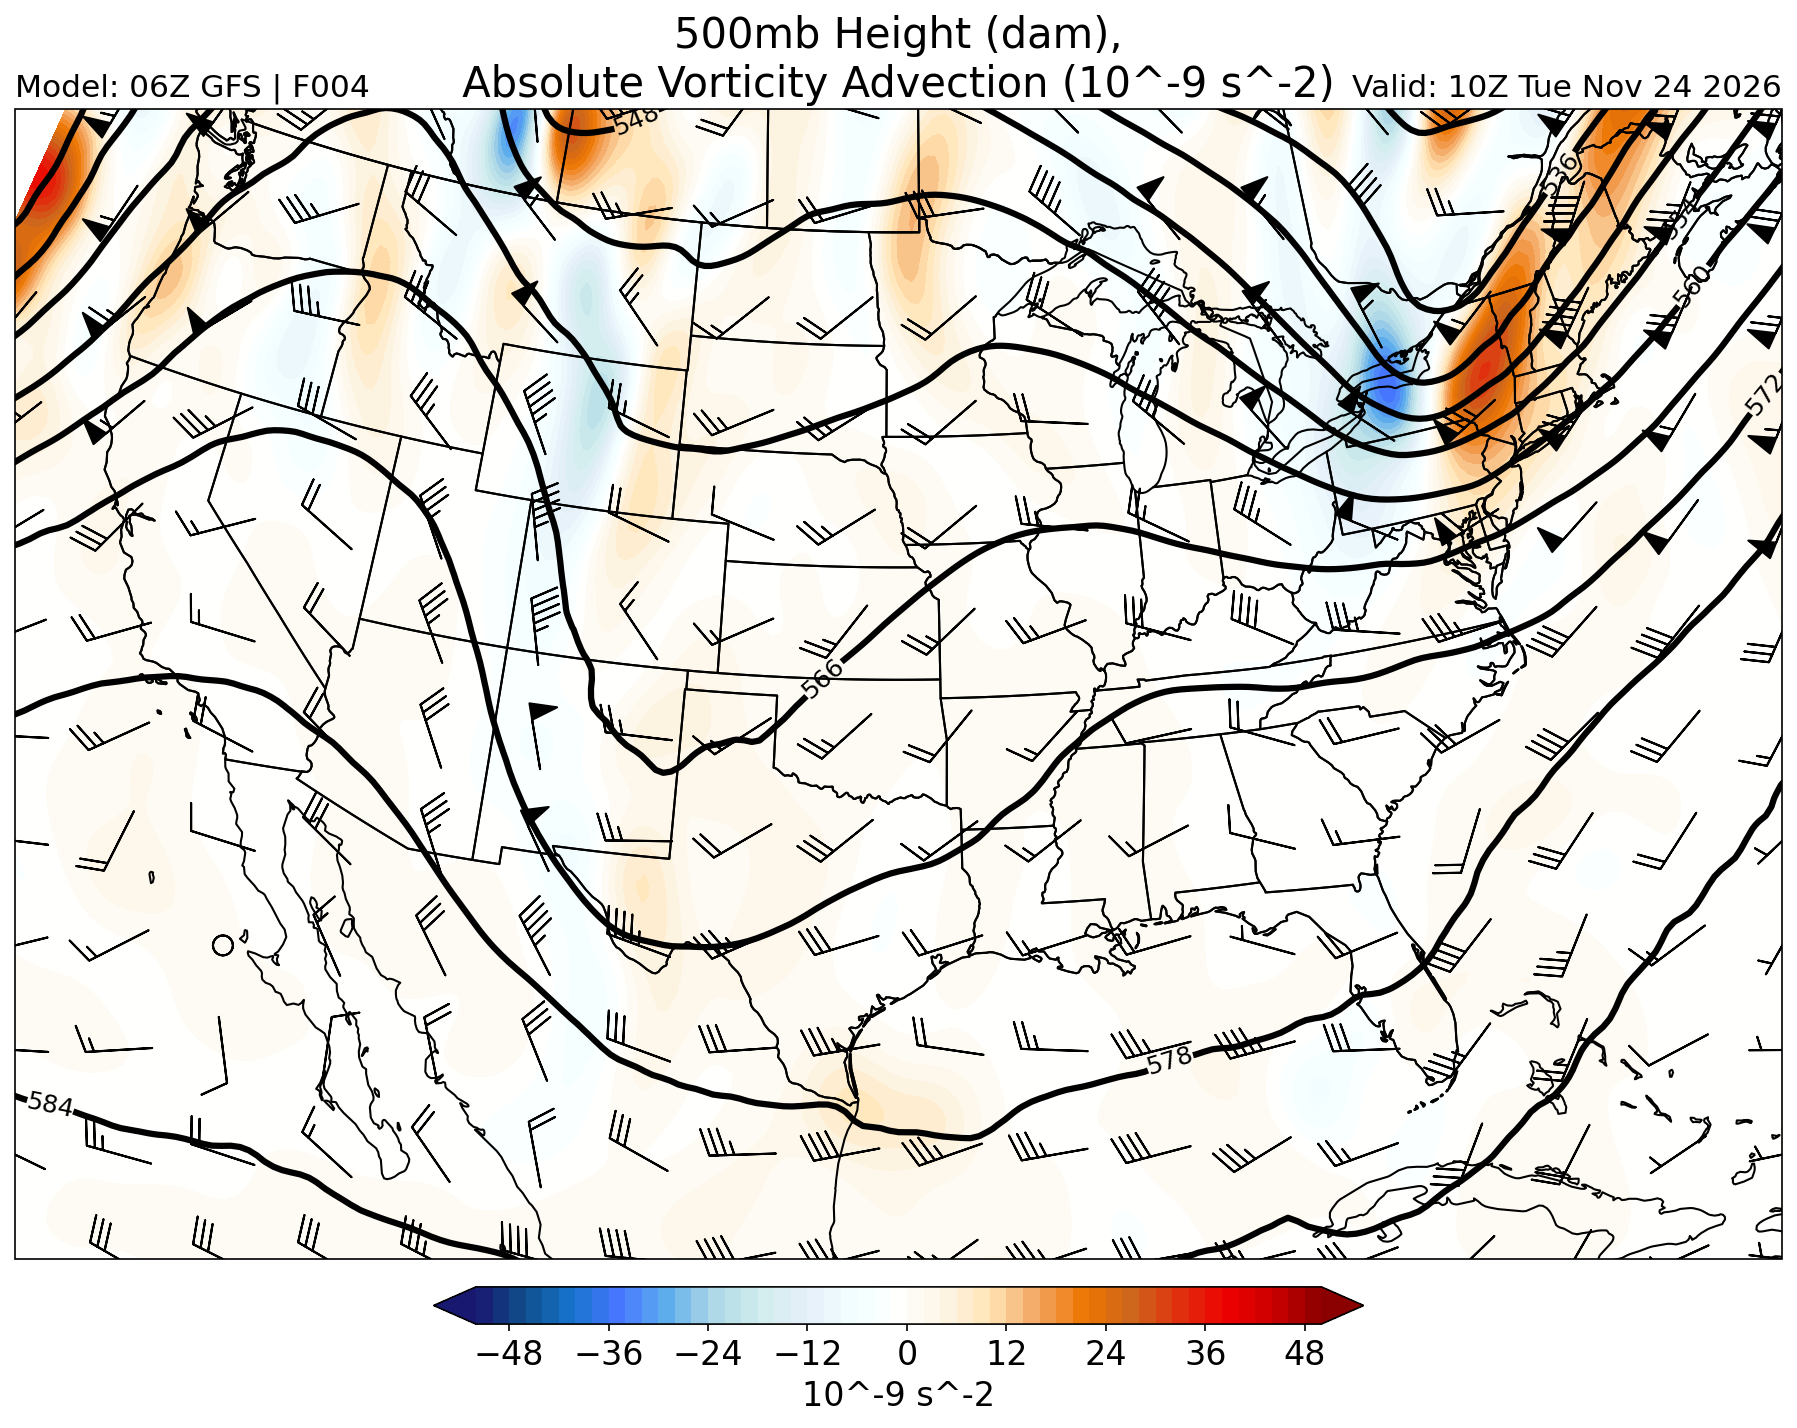 500mb Height (dam),
Model: 06Z GFS | F004
Absolute Vorticity Advection (10^-9 s^-2)
Valid: 10Z Tue Nov 24 2026
548
536
554
560
572
566
578
584
−48 −36 −24 −12 0 12 24 36 48
10^-9 s^-2